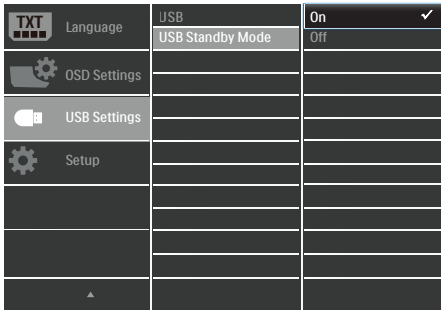 TXT
Language
OSD Settings
USB Settings
Setup
USB
USB Standby Mode
On
Off